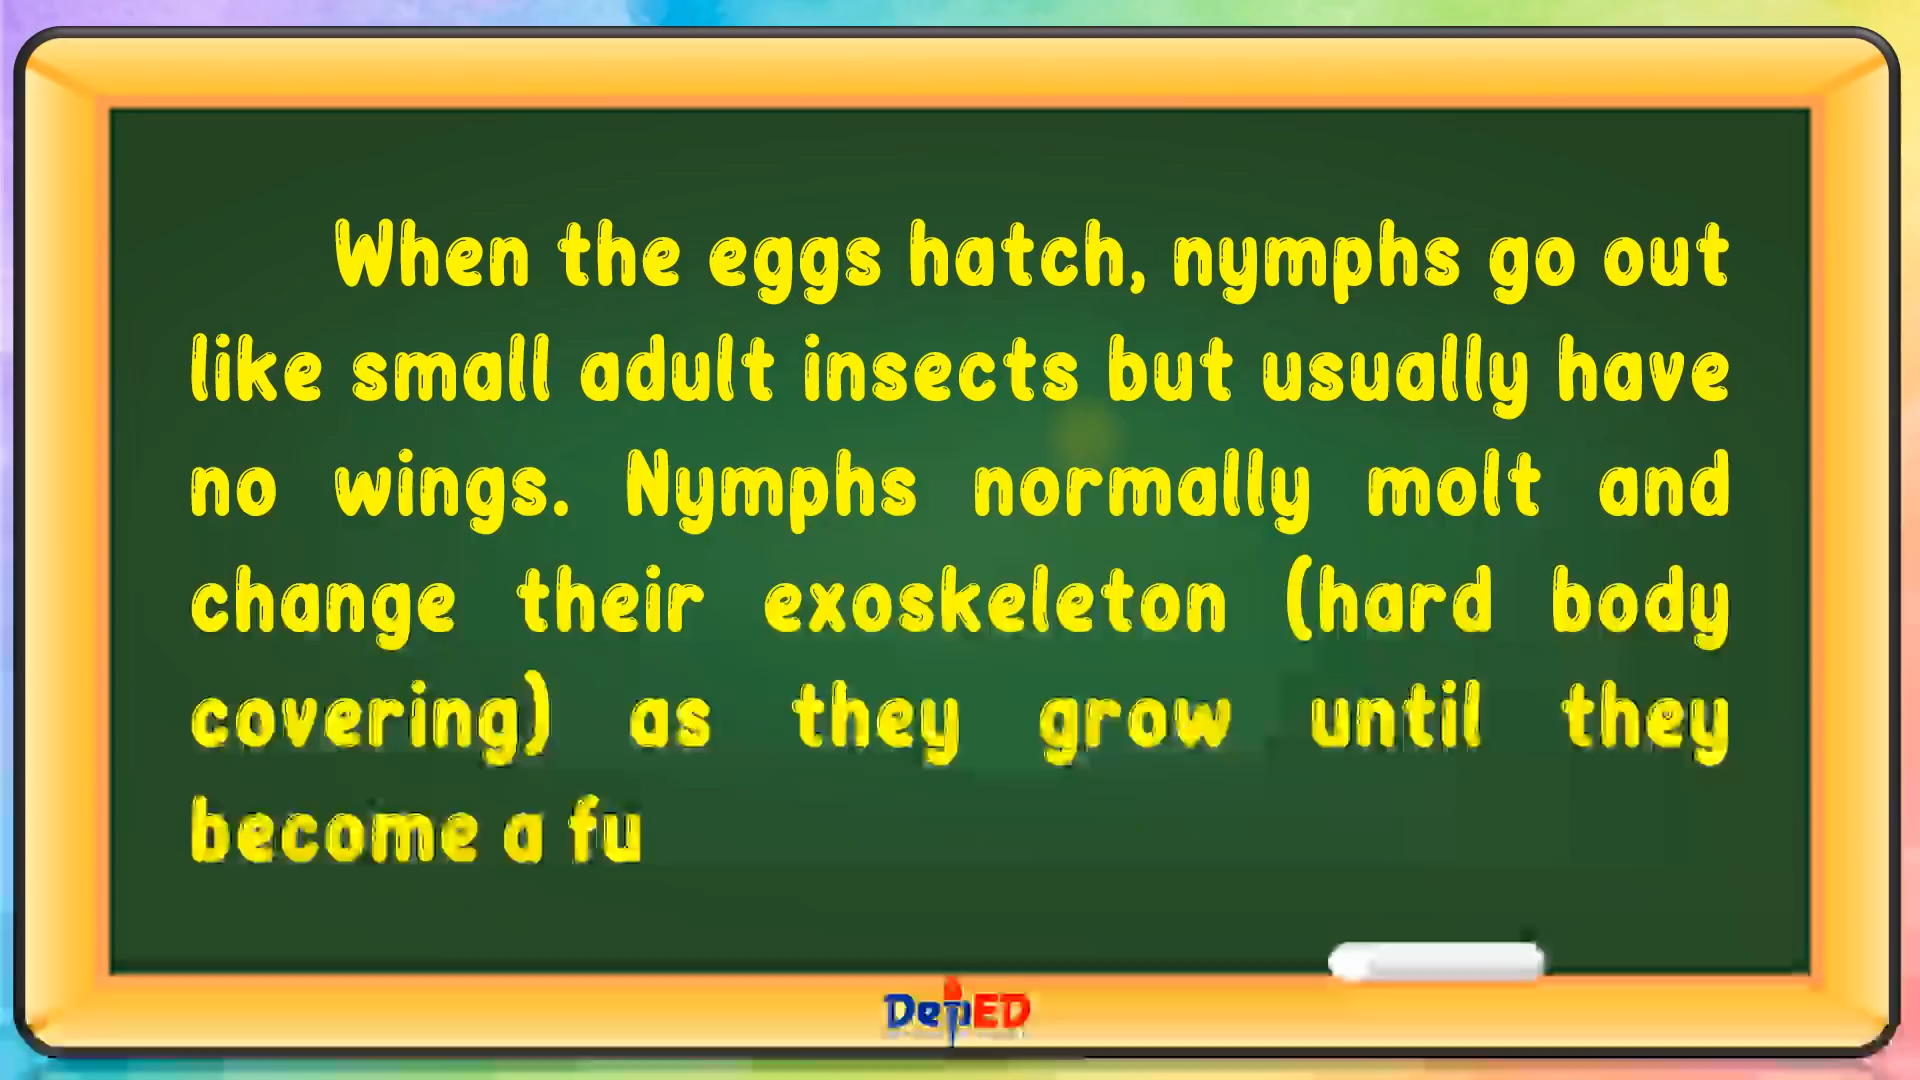 When the eggs hatch, nymphs go out
like small adult insects but usually have
no wings. Nymphs normally molt and
change their exoskeleton (hard body
covering) as they grow until they
become a fu
DepED